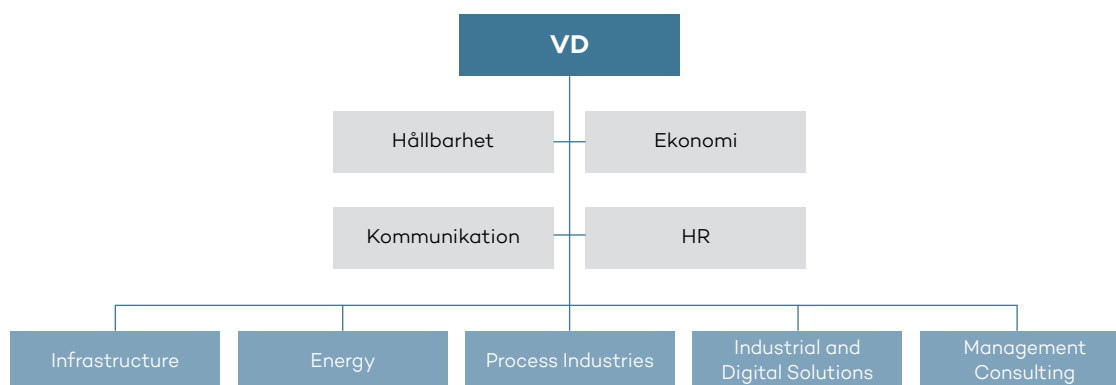 VD
Hållbarhet
Ekonomi
Kommunikation
HR
Infrastructure
Energy
Process Industries
Industrial and
Digital Solutions
Management
Consulting